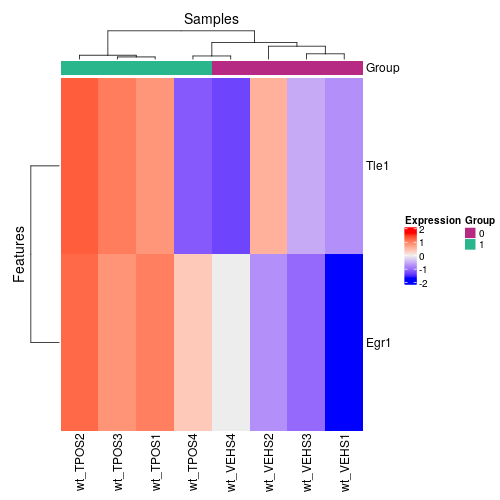 Samples
Group
Tle1
Features
Egr1
Expression
2
1
0
-1
-2
Group
0
1
wt_TPOS2
wt_TPOS3
wt_TPOS1
wt_TPOS4
wt_VEHS4
wt_VEHS2
wt_VEHS3
wt_VEHS1